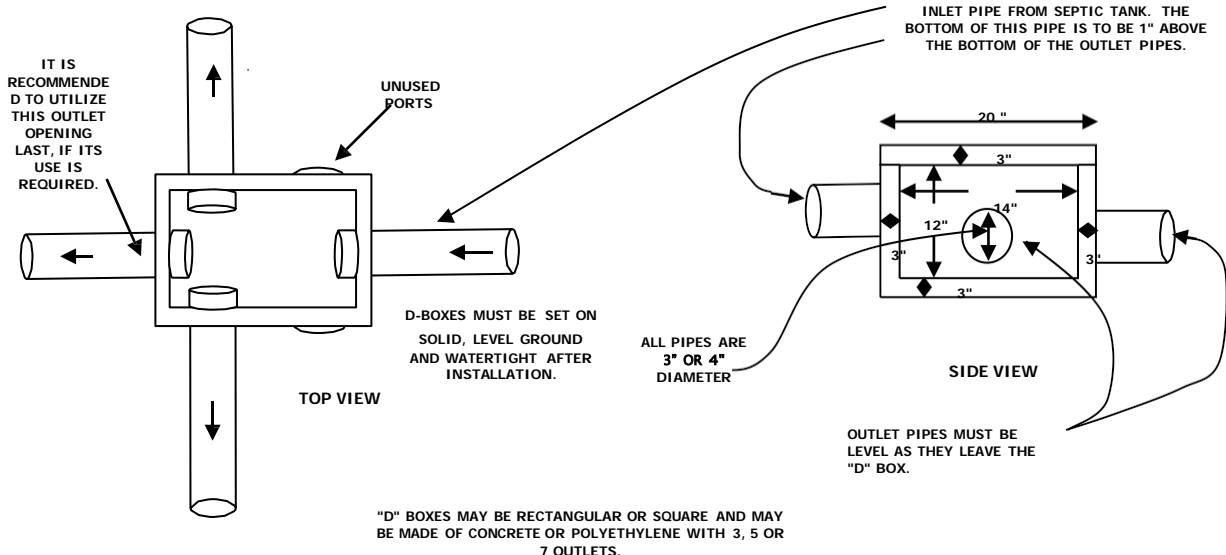 IT IS
RECOMMENDE
D TO UTILIZE
THIS OUTLET
OPENING
LAST, IF ITS
USE IS
REQUIRED.
UNUSED
PORTS
INLET PIPE FROM SEPTIC TANK. THE
BOTTOM OF THIS PIPE IS TO BE 1" ABOVE
THE BOTTOM OF THE OUTLET PIPES.
20 "
3"
14"
12"
3"
3"
3"
D-BOXES MUST BE SET ON
SOLID, LEVEL GROUND
AND WATERTIGHT AFTER
INSTALLATION.
TOP VIEW
ALL PIPES ARE
3" OR 4"
DIAMETER
SIDE VIEW
OUTLET PIPES MUST BE
LEVEL AS THEY LEAVE THE
"D" BOX.
"D" BOXES MAY BE RECTANGULAR OR SQUARE AND MAY
BE MADE OF CONCRETE OR POLYETHYLENE WITH 3, 5 OR
7 OUTLETS.